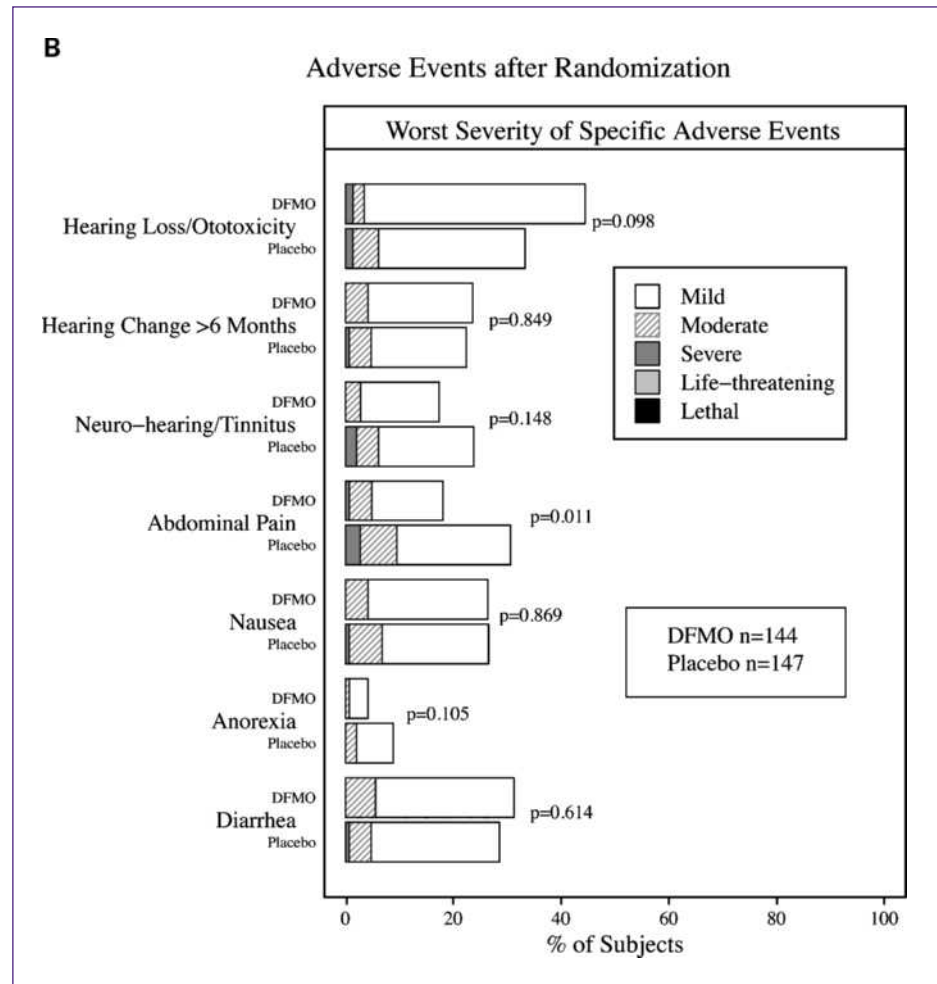 B
Adverse Events after Randomization
Worst Severity of Specific Adverse Events
DFMO
Hearing Loss/Ototoxicity
Placebo
p=0.098
DFMO
Hearing Change >6 Months
Placebo
p=0.849
DFMO
Neuro-hearing/Tinnitus
Placebo
p=0.148
DFMO
Abdominal Pain
Placebo
p=0.011
DFMO
Nausea
Placebo
p=0.869
DFMO
Anorexia
Placebo
p=0.105
DFMO
Diarrhea
Placebo
p=0.614
Mild
Moderate
Severe
Life-threatening
Lethal
DFMO n=144
Placebo n=147
0 20 40 60 80 100
% of Subjects